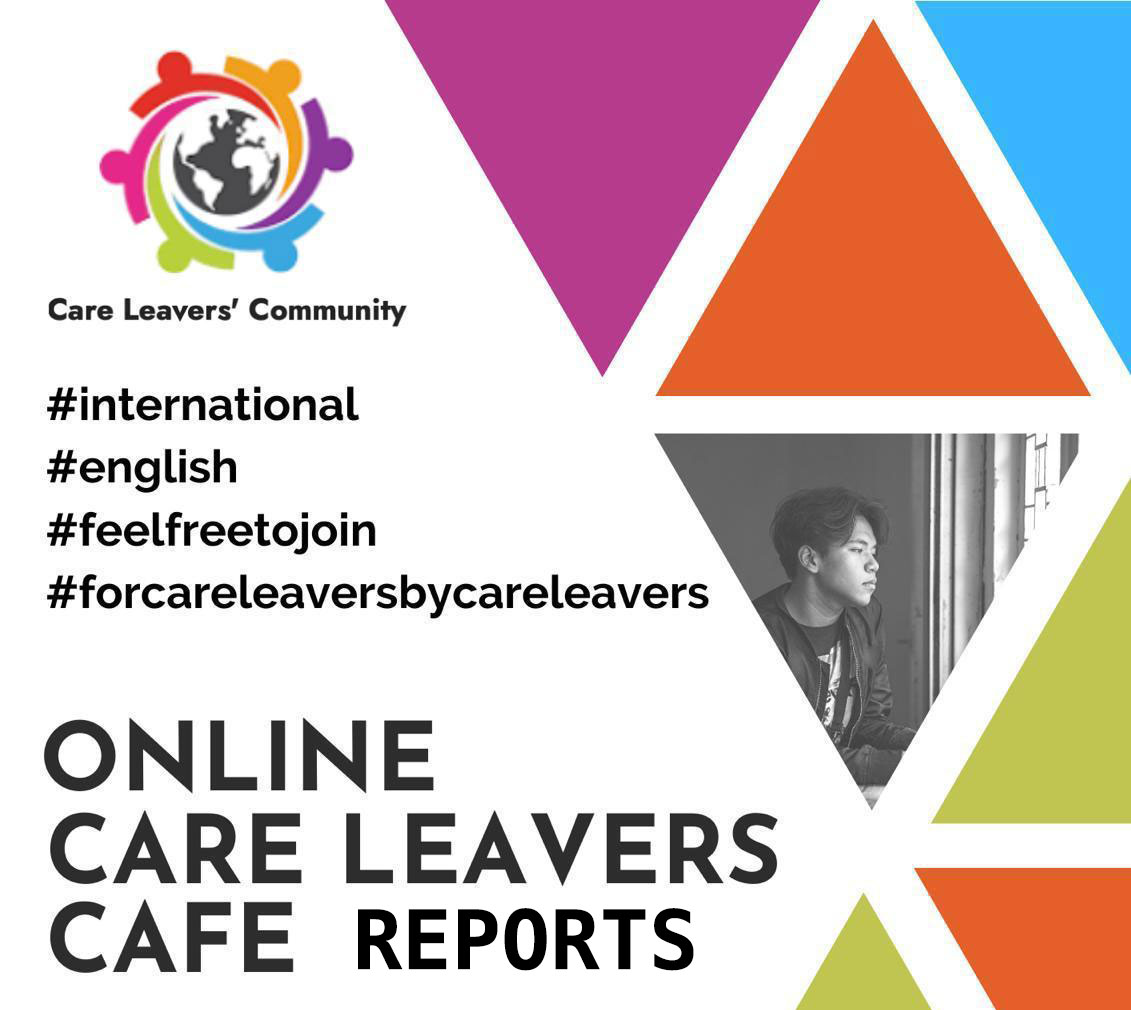 Care Leavers' Community
#international
#english
#feelfreetojoin
#forcareleaversbycareleavers
ONLINE
CARE LEAVERS
CAFE REPORTS